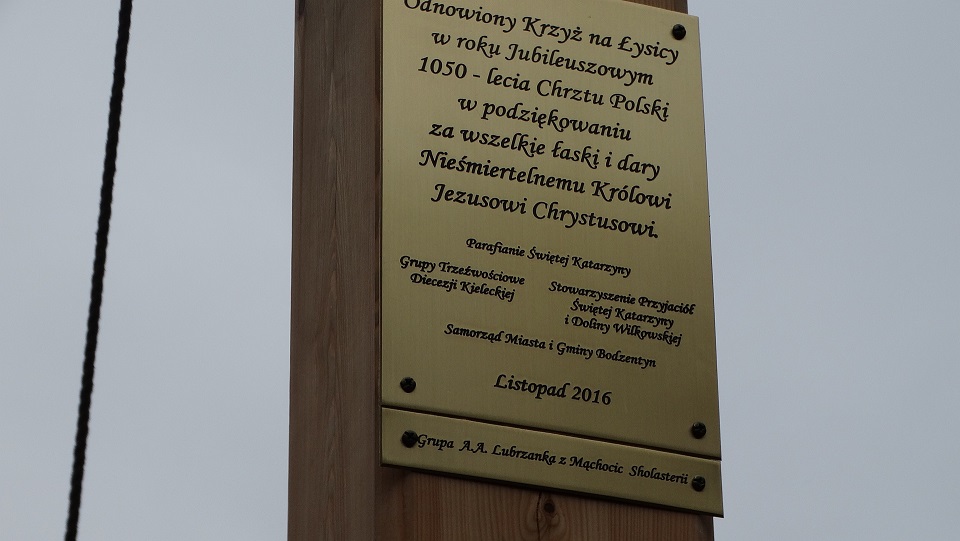 Odnowiony Krzyż na Łysicy
w roku Jubileuszowym
1050 - lecia Chrztu Polski
w podziękowaniu
za wszelkie łaski i dary
Nieśmiertelnemu Królowi
Jezusowi Chrystusowi.
Parafianie Świętej Katarzyny
Grupy Trzeźwościowe
Diecezji Kieleckiej
Stowarzyszenie Przyjaciół
Świętej Katarzyny
i Doliny Wilkowskiej
Samorząd Miasta i Gminy Bodzentyn
Listopad 2016
Grupa A.A. Lubrzanka z Mąchocic Sholasterii